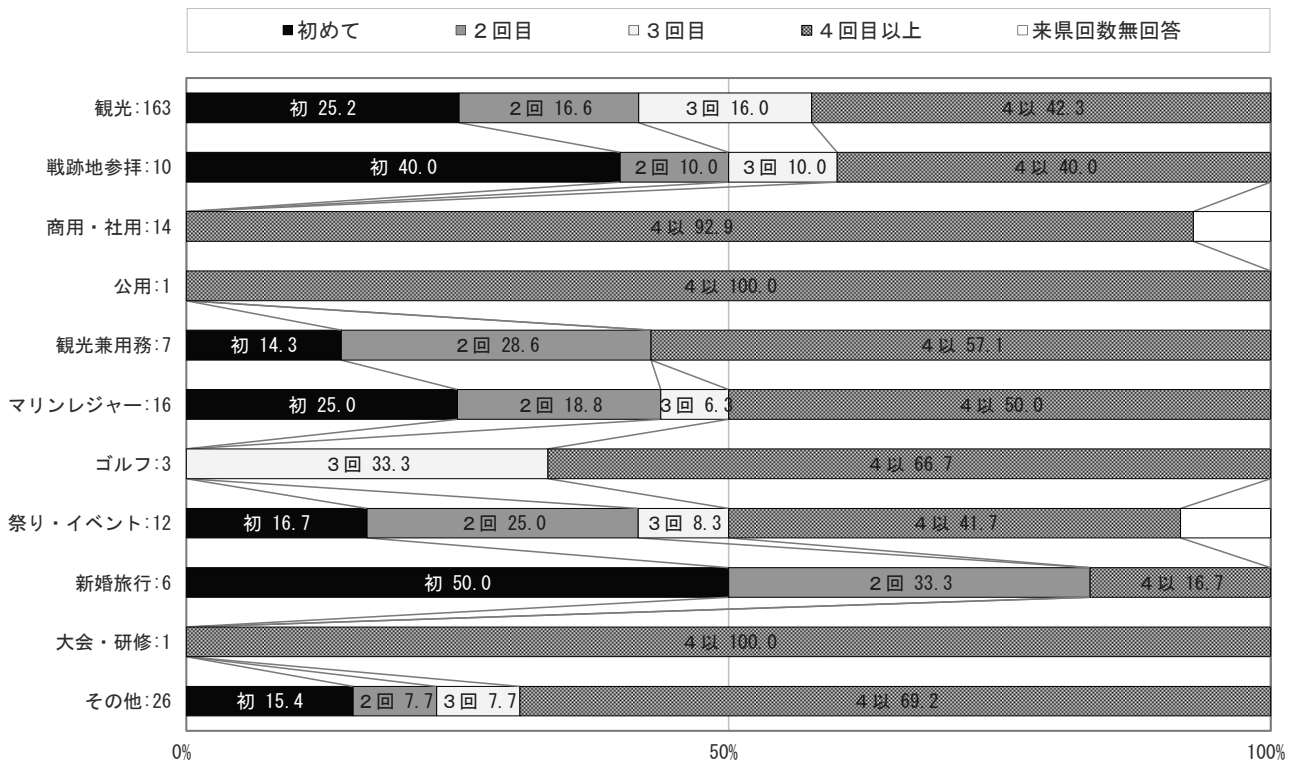 ■初めて ■２回目 □３回目 ■４回目以上 □来県回数無回答
観光:163 初 25.2 ２回 16.6 ３回 16.0 ４以 42.3
戦跡地参拝:10 初 40.0 ２回 10.0 ３回 10.0 ４以 40.0
商用・社用:14 ４以 92.9
公用:1 ４以 100.0
観光兼用務:7 初 14.3 ２回 28.6 ４以 57.1
マリンレジャー:16 初 25.0 ２回 18.8 ３回 6.3 ４以 50.0
ゴルフ:3 ３回 33.3 ４以 66.7
祭り・イベント:12 初 16.7 ２回 25.0 ３回 8.3 ４以 41.7
新婚旅行:6 初 50.0 ２回 33.3 ４以 16.7
大会・研修:1 ４以 100.0
その他:26 初 15.4 ２回 7.7 ３回 7.7 ４以 69.2
0% 50% 100%